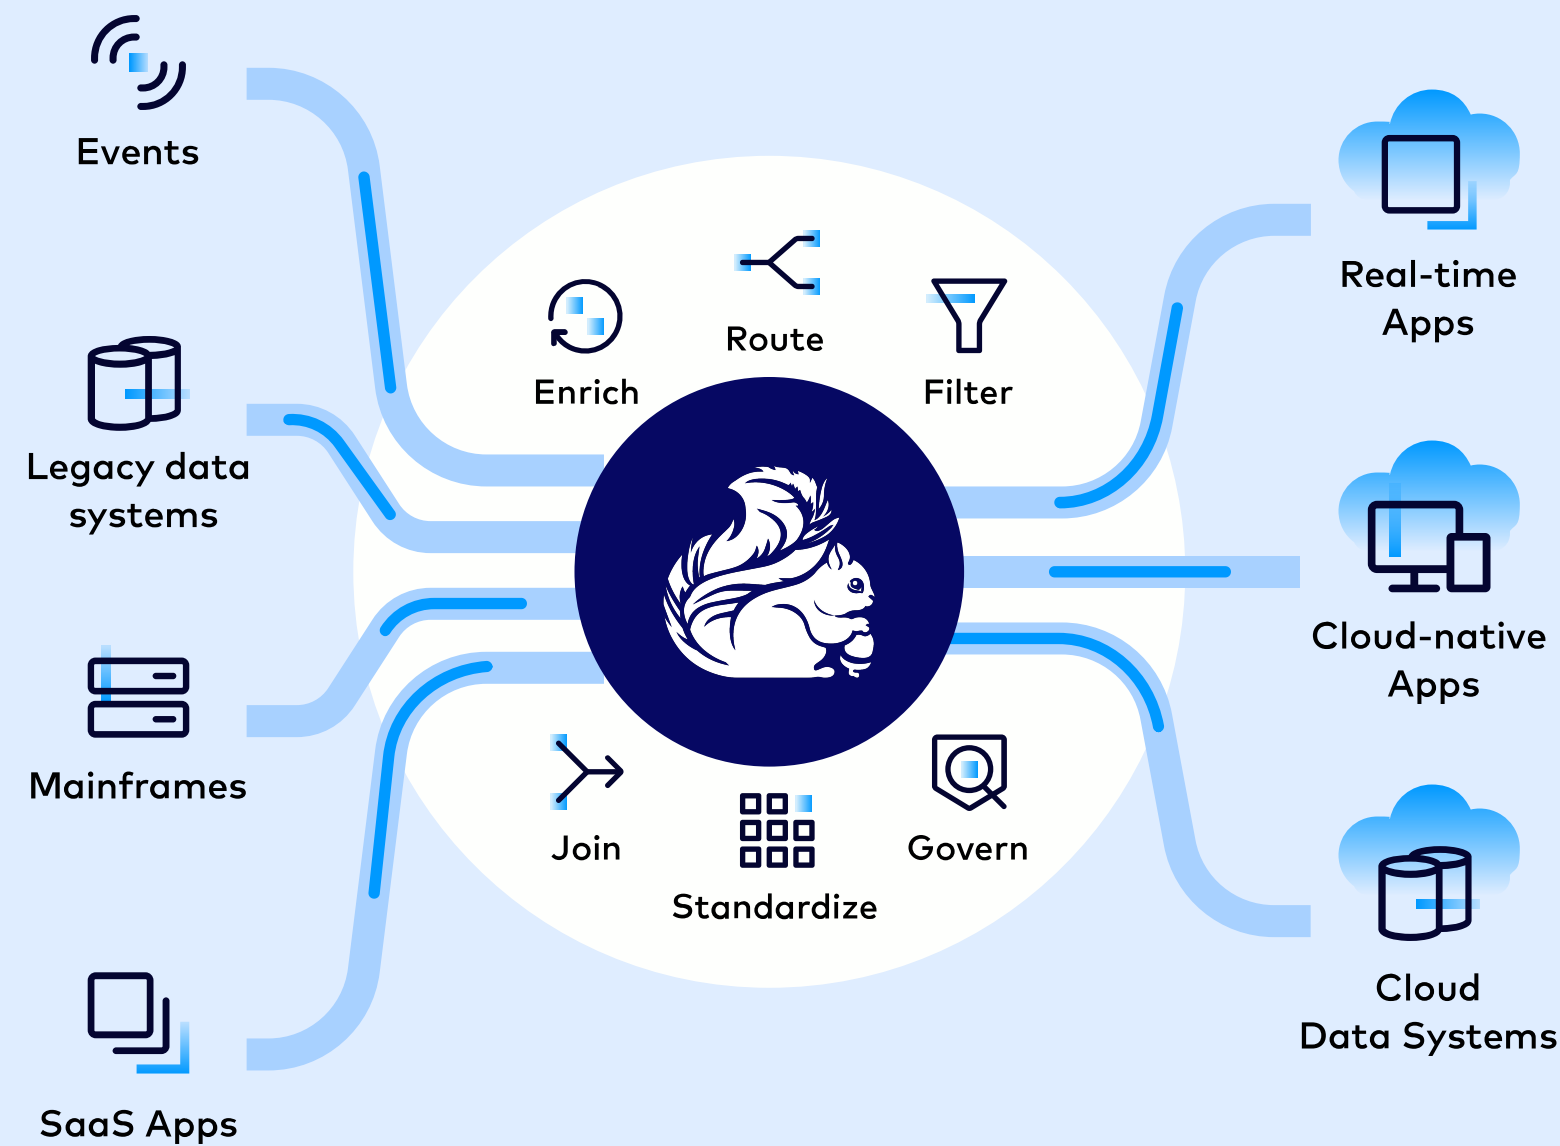 Events
Legacy data
systems
Mainframes
SaaS Apps
Enrich
Route
Filter
Join
Standardize
Govern
Real-time
Apps
Cloud-native
Apps
Cloud
Data Systems